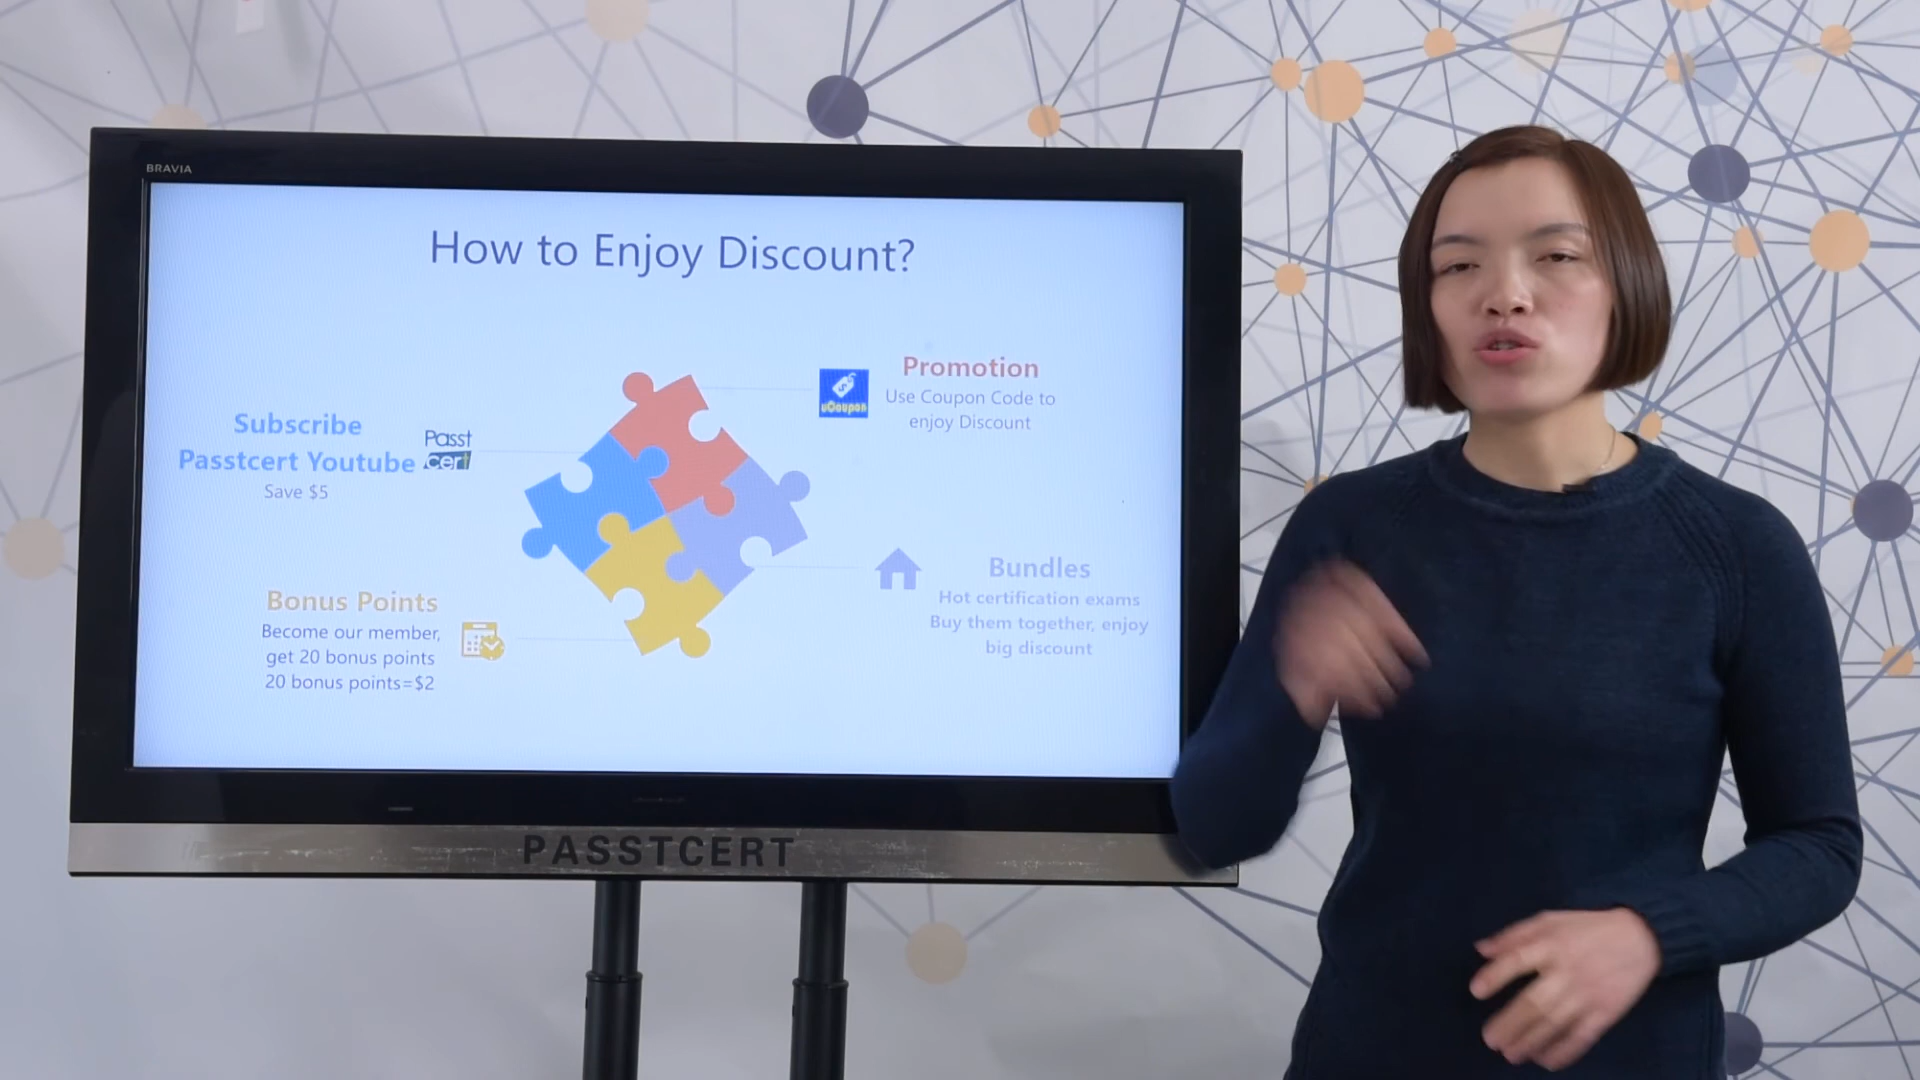 BRAVIA
How to Enjoy Discount?
Promotion
Use Coupon Code to
enjoy Discount
uCoupon
Subscribe
Passtcert Youtube
Save $5
Passt
cert
Bundles
Hot certification exams
Buy them together, enjoy
big discount
Bonus Points
Become our member,
get 20 bonus points
20 bonus points=$2
PASSTCERT